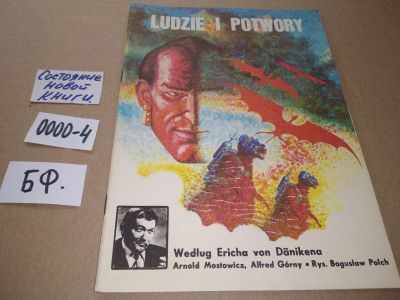 LUDZIE I POTWORY
Состояние
новой
книги.
0000-4
БФ.
Według Ericha von Dänikena
Arnold Mostowicz, Alfred Górny • Rys. Bogusław Polch